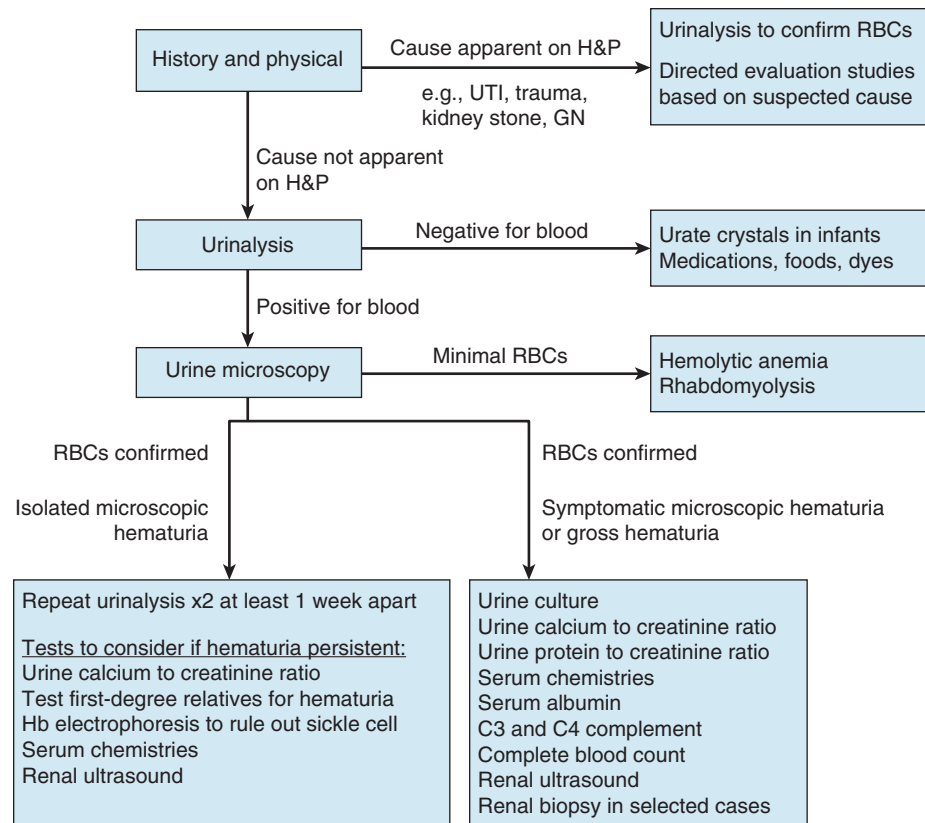 History and physical
Cause apparent on H&P
e.g., UTI, trauma,
kidney stone, GN
Urinalysis to confirm RBCs
Directed evaluation studies
based on suspected cause
Cause not apparent
on H&P
Urinalysis
Negative for blood
Urate crystals in infants
Medications, foods, dyes
Positive for blood
Urine microscopy
Minimal RBCs
Hemolytic anemia
Rhabdomyolysis
RBCs confirmed
Isolated microscopic
hematuria
RBCs confirmed
Symptomatic microscopic hematuria
or gross hematuria
Repeat urinalysis x2 at least 1 week apart
Tests to consider if hematuria persistent:
Urine calcium to creatinine ratio
Test first-degree relatives for hematuria
Hb electrophoresis to rule out sickle cell
Serum chemistries
Renal ultrasound
Urine culture
Urine calcium to creatinine ratio
Urine protein to creatinine ratio
Serum chemistries
Serum albumin
C3 and C4 complement
Complete blood count
Renal ultrasound
Renal biopsy in selected cases